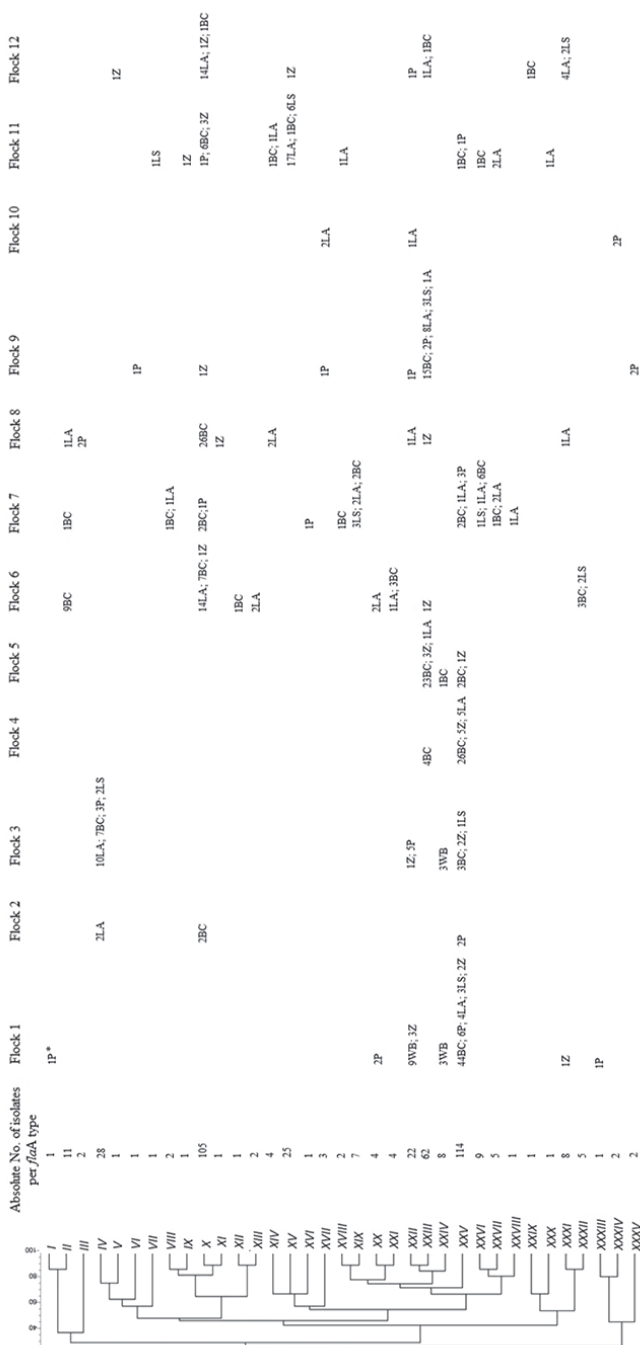 Absolute No. of isolates
per flaA type Flock 1 Flock 2 Flock 3 Flock 4 Flock 5 Flock 6 Flock 7 Flock 8 Flock 9 Flock 10 Flock 11 Flock 12
40 60 80 100
I 1 1P*
II 11 9BC 1BC 1LA
III 2 2P
IV 28 2LA 10LA; 7BC; 3P; 2LS
V 1 1Z
VI 1 1P
VII 1 1LS
VIII 2 1BC; 1LA
IX 1 1Z
X 105 2BC 14LA; 7BC; 1Z 2BC;1P 26BC 1Z 1P; 6BC; 3Z 14LA; 1Z; 1BC
XI 1 1Z
XII 1 1BC
XIII 2 2LA
XIV 4 2LA 1BC; 1LA
XV 25 17LA; 1BC; 6LS 1Z
XVI 1 1P
XVII 3 1P 2LA
XVIII 2 1BC 1LA
XIX 7 3LS; 2LA; 2BC
XX 4 2P 2LA
XXI 4 1LA; 3BC
XXII 22 9WB; 3Z 1Z; 5P 1LA 1P 1LA 1P
XXIII 62 4BC 23BC; 3Z; 1LA 1Z 1Z 15BC; 2P; 8LA; 3LS; 1A 1LA; 1BC
XXIV 8 3WB 3WB 1BC
XXV 114 44BC; 6P; 4LA; 3LS; 2Z 2P 3BC; 2Z; 1LS 26BC; 5Z; 5LA 2BC; 1Z 2BC; 1LA; 3P 1BC; 1P
XXVI 9 1LS; 1LA; 6BC 1BC
XXVII 5 1BC; 2LA 2LA
XXVIII 1 1LA
XXIX 1 1BC
XXX 1 1LA
XXXI 8 1Z 1LA 4LA; 2LS
XXXII 5 3BC; 2LS
XXXIII 1 1P
XXXIV 2 2P
XXXV 2 2P